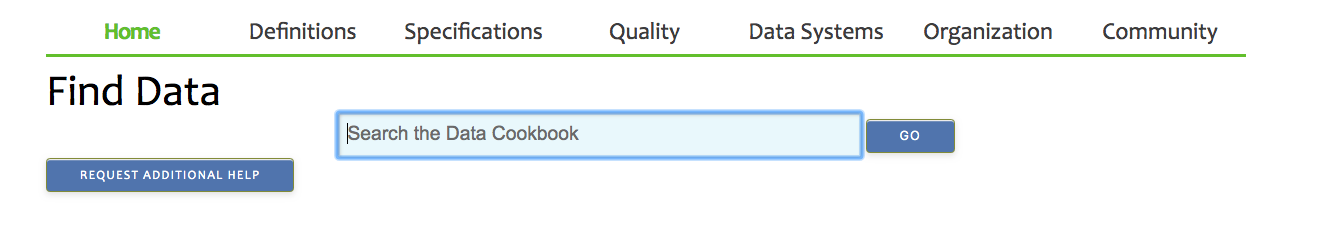 Home Definitions Specifications Quality Data Systems Organization Community
Find Data
Search the Data Cookbook GO
REQUEST ADDITIONAL HELP